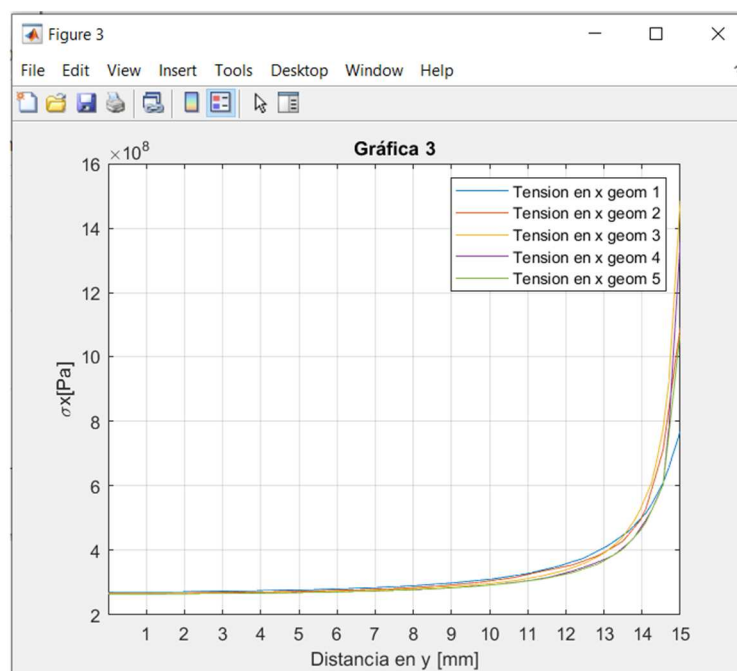 Figure 3
File Edit View Insert Tools Desktop Window Help
Gráfica 3
×10⁸
16
14
12
10
8
6
4
2
σx[Pa]
Tension en x geom 1
Tension en x geom 2
Tension en x geom 3
Tension en x geom 4
Tension en x geom 5
1 2 3 4 5 6 7 8 9 10 11 12 13 14 15
Distancia en y [mm]